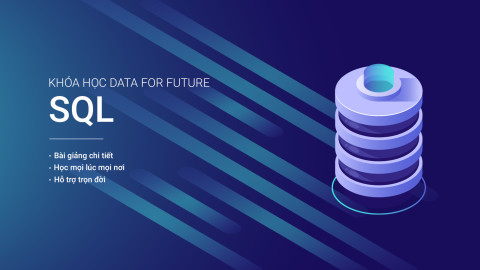 KHÓA HỌC DATA FOR FUTURE
SQL
• Bài giảng chi tiết
• Học mọi lúc mọi nơi
• Hỗ trợ trọn đời